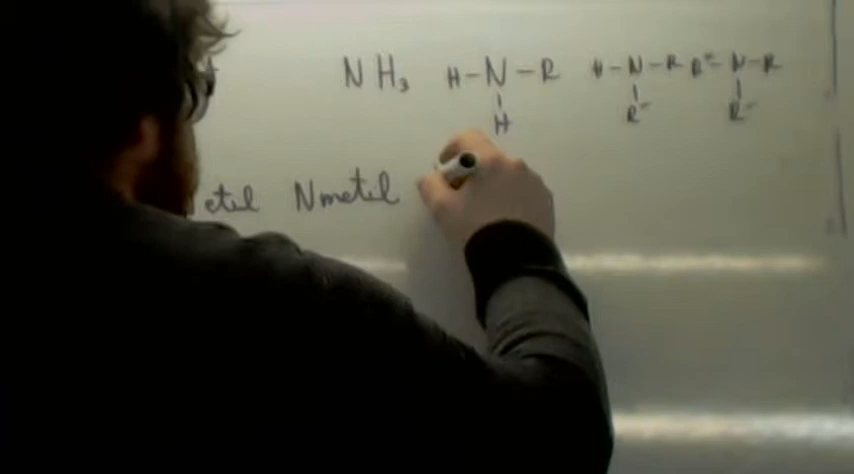 NH₃ H-N-R H-N-R R"-N-R
H R" R"
etil Nmetil